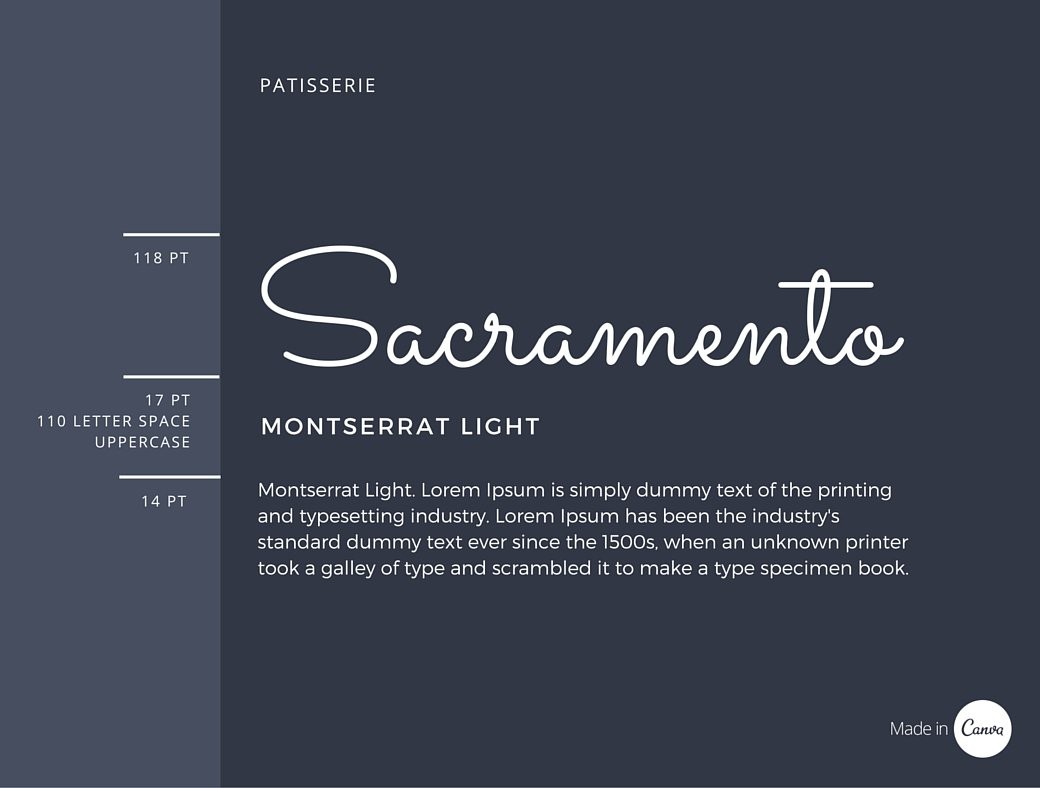 PATISSERIE
118 PT
Sacramento
17 PT
110 LETTER SPACE
UPPERCASE
MONTSERRAT LIGHT
14 PT
Montserrat Light. Lorem Ipsum is simply dummy text of the printing
and typesetting industry. Lorem Ipsum has been the industry's
standard dummy text ever since the 1500s, when an unknown printer
took a galley of type and scrambled it to make a type specimen book.
Made in Canva